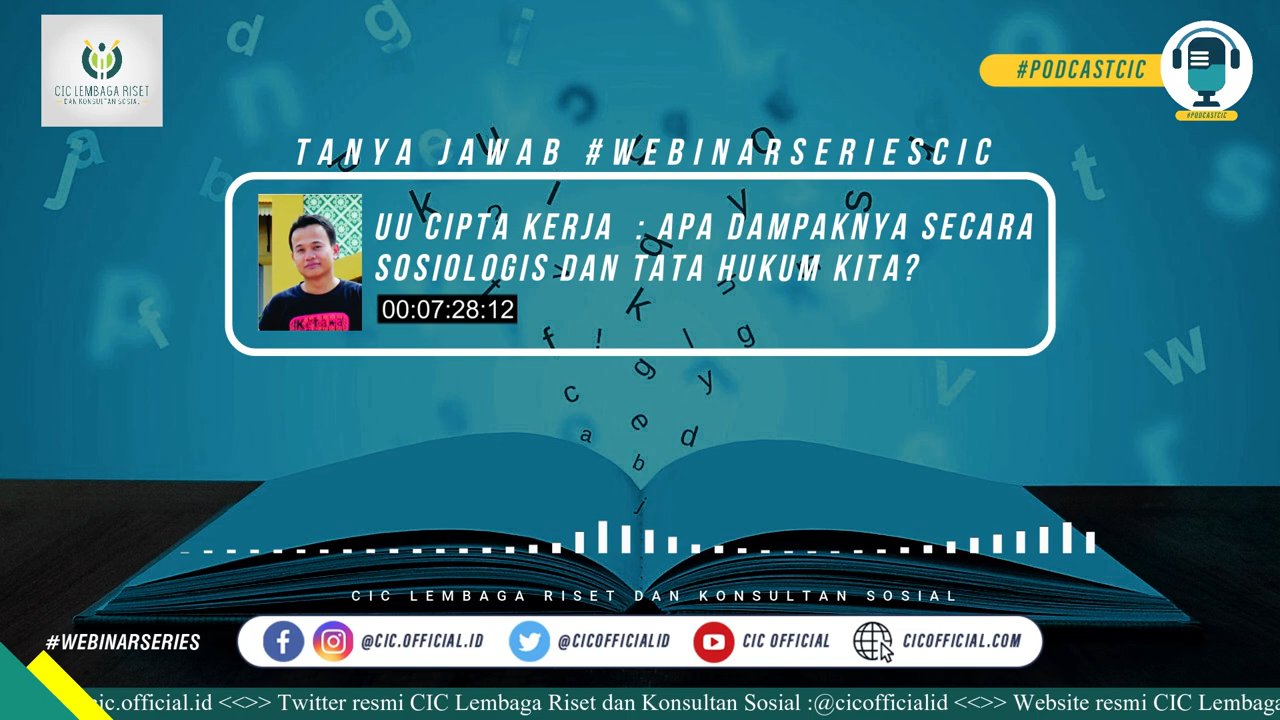 CIC LEMBAGA RISET
DAN KONSULTAN SOSIAL
#PODCASTCIC
#PODCASTCIC
TANYA JAWAB #WEBINARSERIESCIC
UU CIPTA KERJA : APA DAMPAKNYA SECARA
SOSIOLOGIS DAN TATA HUKUM KITA?
00:07:28:12
CIC LEMBAGA RISET DAN KONSULTAN SOSIAL
#WEBINARSERIES
@CIC.OFFICIAL.ID
@CICOFFICIALID
CIC OFFICIAL
CICOFFICIAL.COM
cic.official.id <<>> Twitter resmi CIC Lembaga Riset dan Konsultan Sosial :@cicofficialid <<>> Website resmi CIC Lembaga